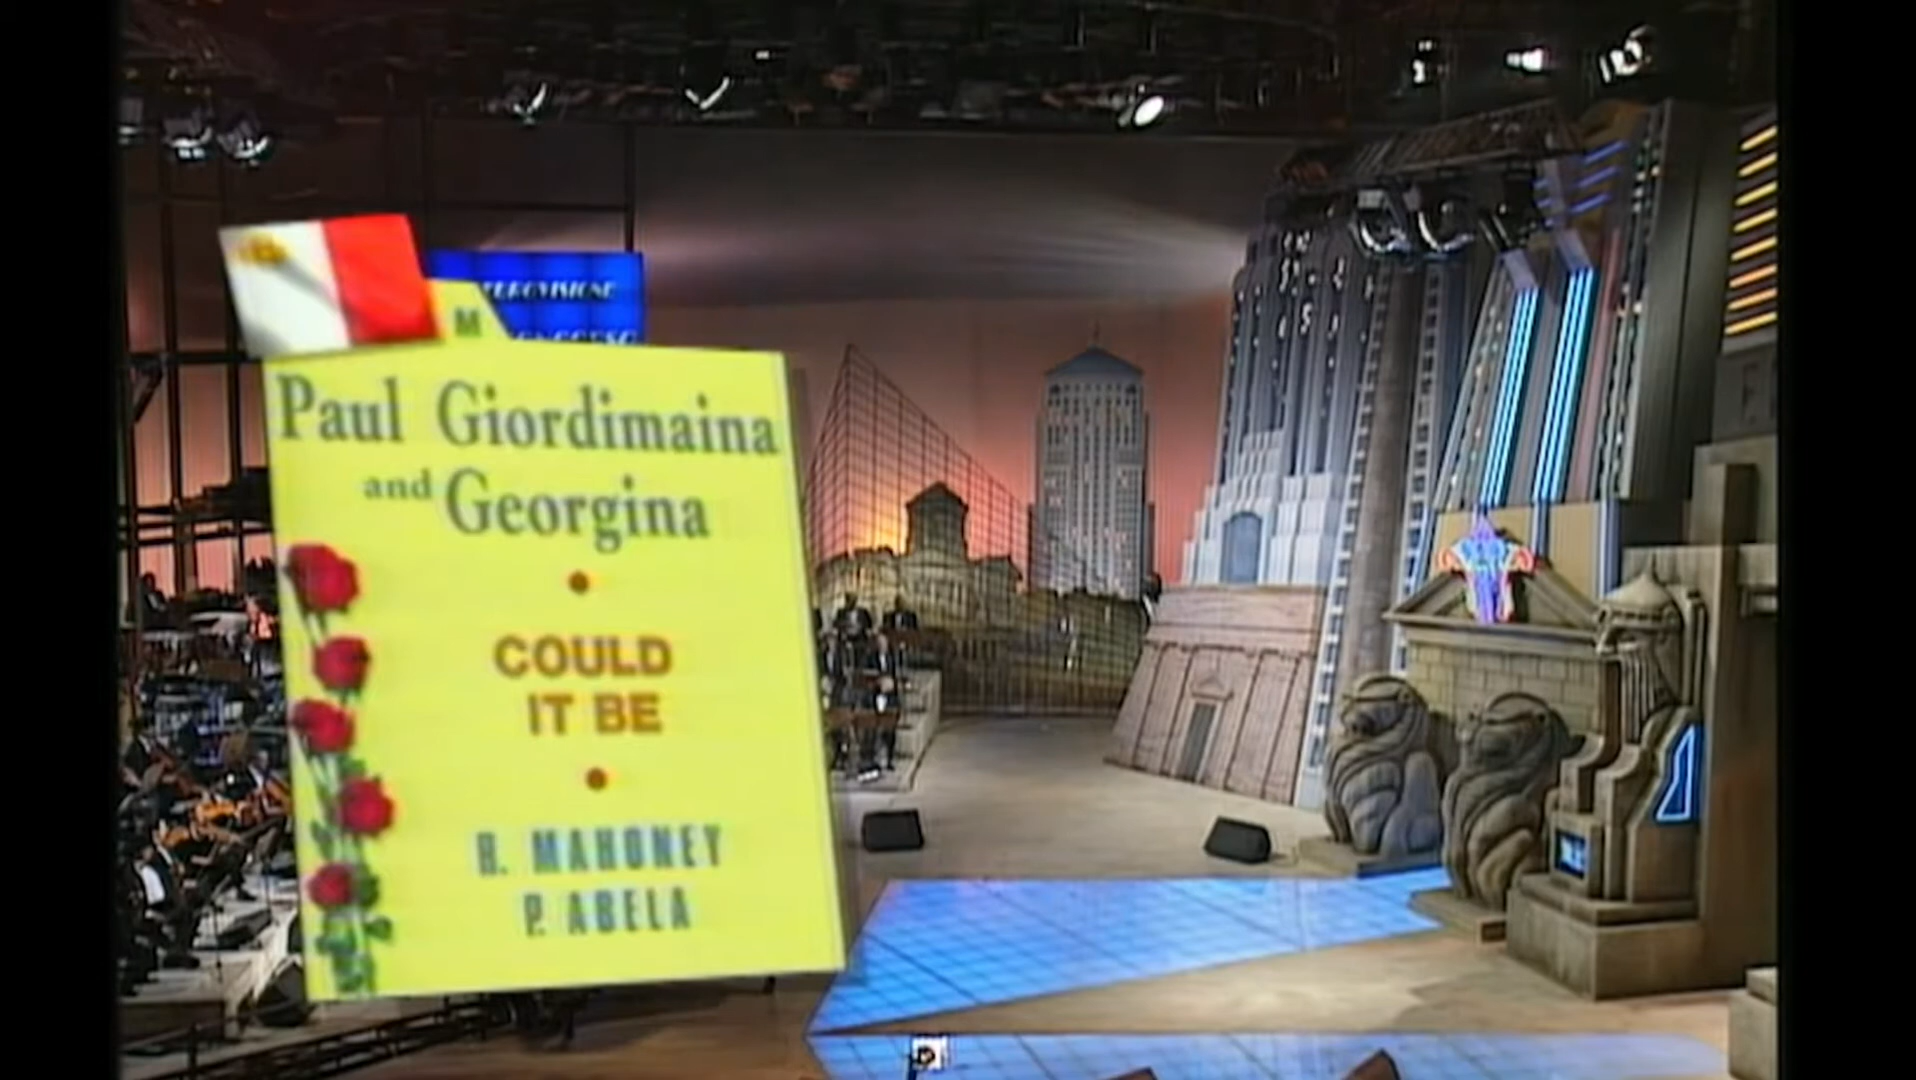 M
Paul Giordimaina
and Georgina
COULD
IT BE
R. MAHONEY
P. ABELA